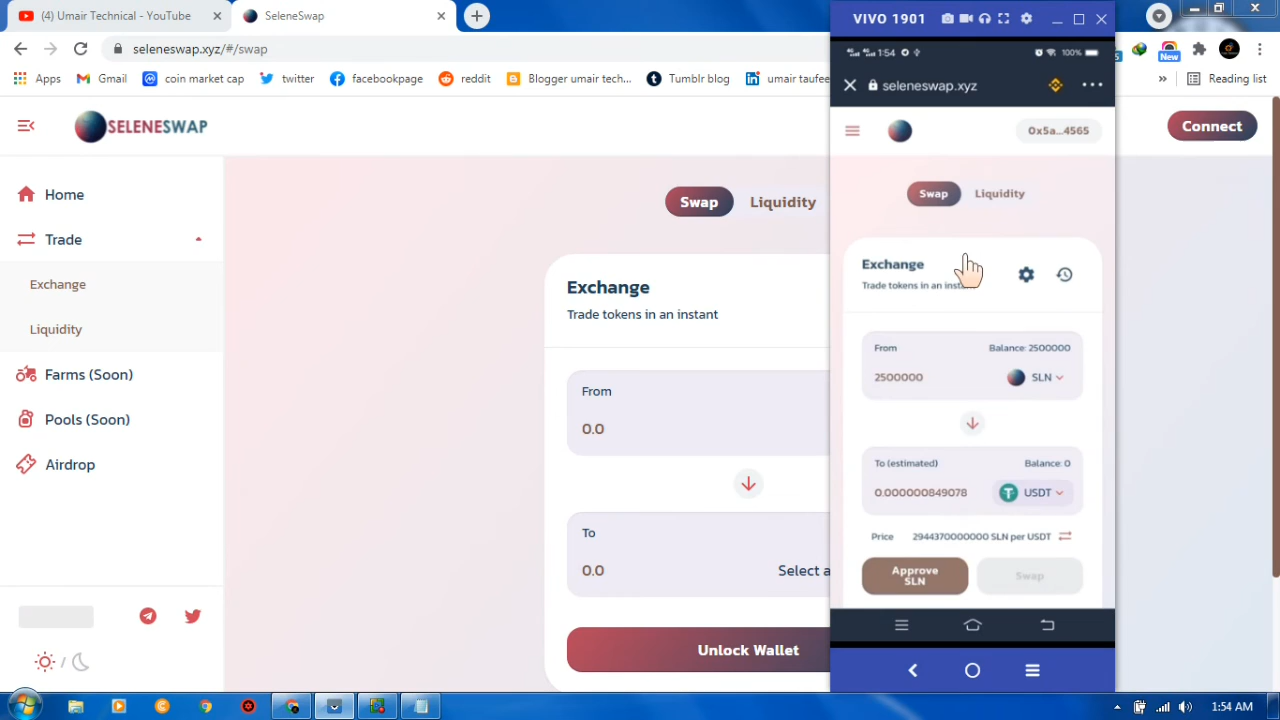 (4) Umair Technical - YouTube
SeleneSwap
seleneswap.xyz/#/swap
Apps
Gmail
coin market cap
twitter
facebookpage
reddit
Blogger umair tech...
Tumblr blog
umair taufee
New
Reading list
SELENESWAP
Connect
Home
Trade
Exchange
Liquidity
Farms (Soon)
Pools (Soon)
Airdrop
Swap
Liquidity
Exchange
Trade tokens in an instant
From
0.0
To
0.0
Select a
Unlock Wallet
VIVO 1901
1:54
100%
seleneswap.xyz
0x5a...4565
Swap
Liquidity
Exchange
Trade tokens in an insta
From
Balance: 2500000
2500000
SLN
To (estimated)
Balance: 0
0.000000849078
USDT
Price
2944370000000 SLN per USDT
Approve
SLN
Swap
1:54 AM